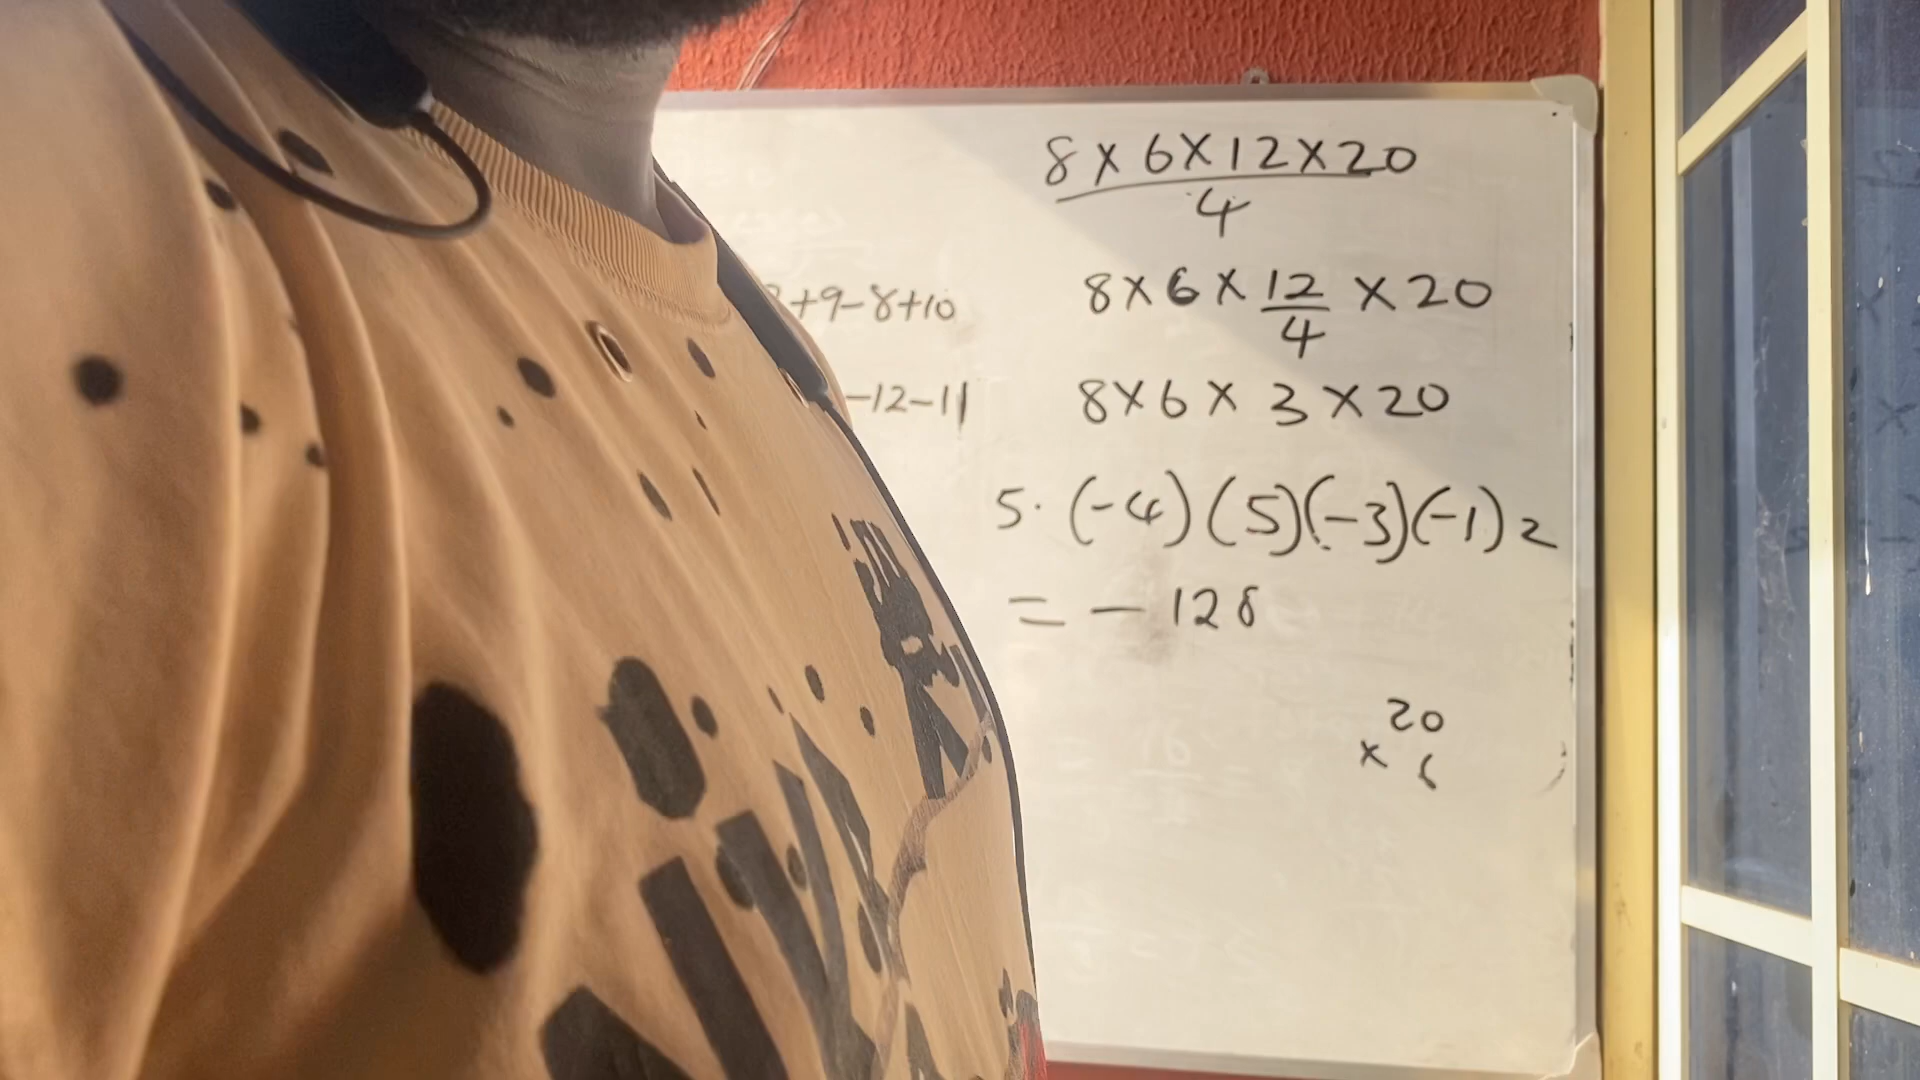 8 × 6 × 12 × 20
4
+9-8+10
8 × 6 × 12/4 × 20
-12-11
8 × 6 × 3 × 20
5. (-4)(5)(-3)(-1)2
= - 128
20
× 6